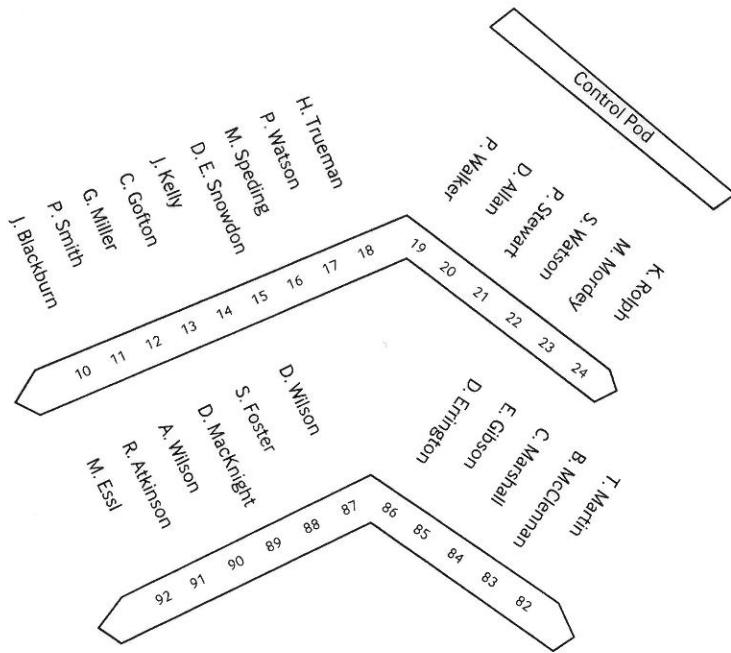 Control Pod
H. Trueman
P. Watson
M. Speding
D. E. Snowdon
J. Kelly
C. Gofton
G. Miller
P. Smith
J. Blackburn
P. Walker
D. Allan
P. Stewart
S. Watson
M. Mordey
K. Rolph
10 11 12 13 14 15 16 17 18
19 20 21 22 23 24
D. Wilson
S. Foster
D. MacKnight
A. Wilson
R. Atkinson
M. Essl
D. Errington
E. Gibson
C. Marshall
B. McClennan
T. Martin
92 91 90 89 88 87
86 85 84 83 82